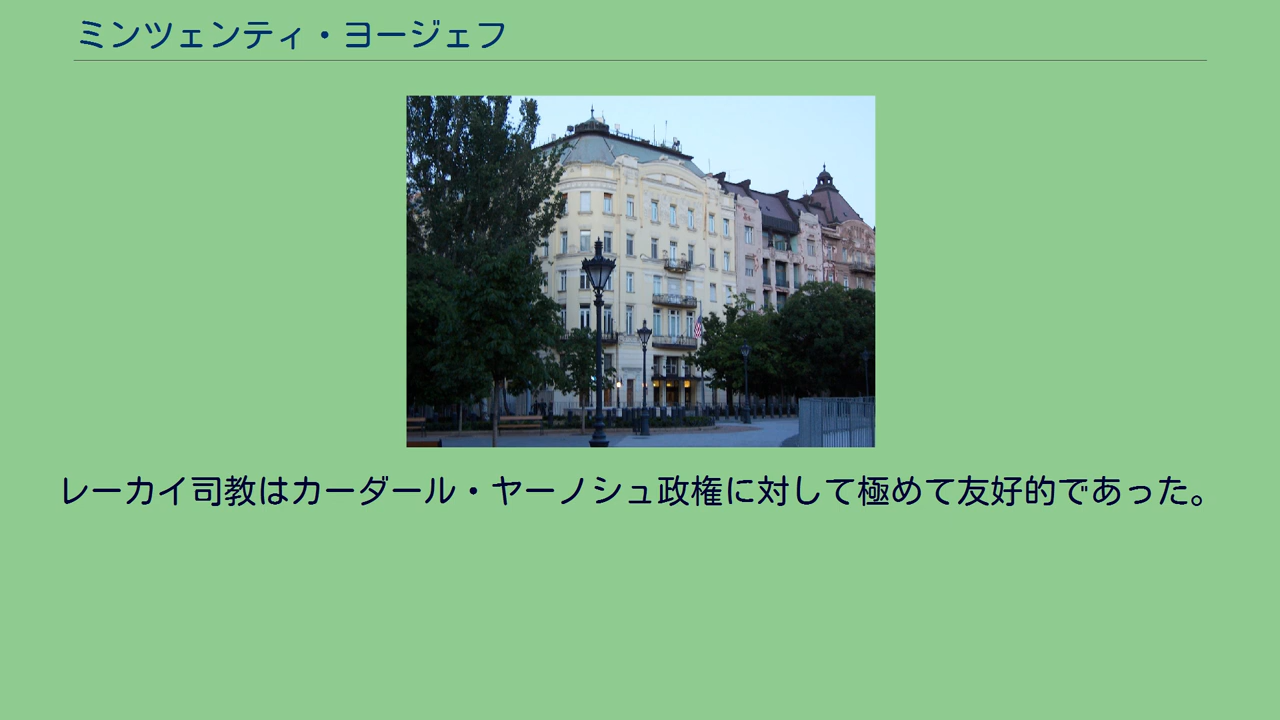 ミンツェンティ・ヨージェフ
レーカイ司教はカーダール・ヤーノシュ政権に対して極めて友好的であった。